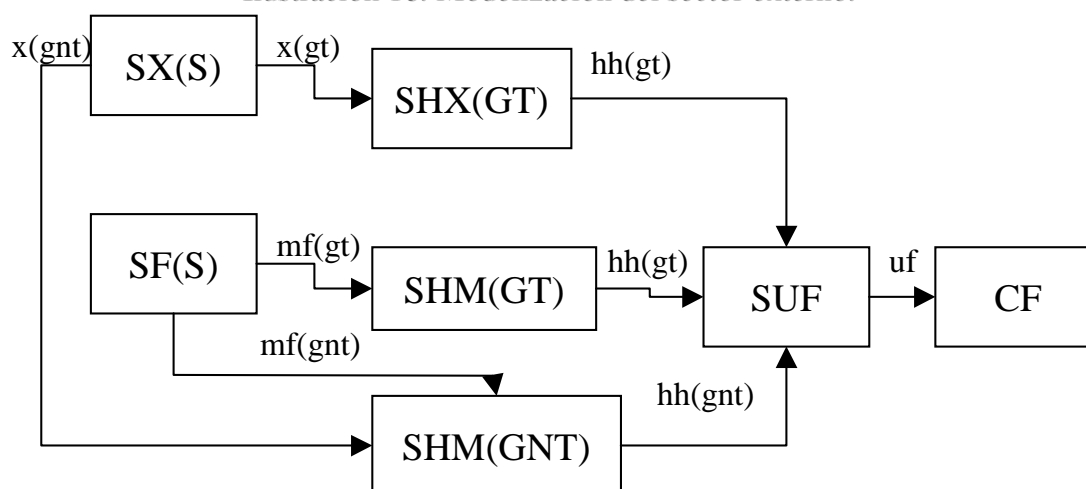 x(gnt)
SX(S)
x(gt)
SHX(GT)
hh(gt)
SF(S)
mf(gt)
SHM(GT)
hh(gt)
SUF
uf
CF
mf(gnt)
SHM(GNT)
hh(gnt)